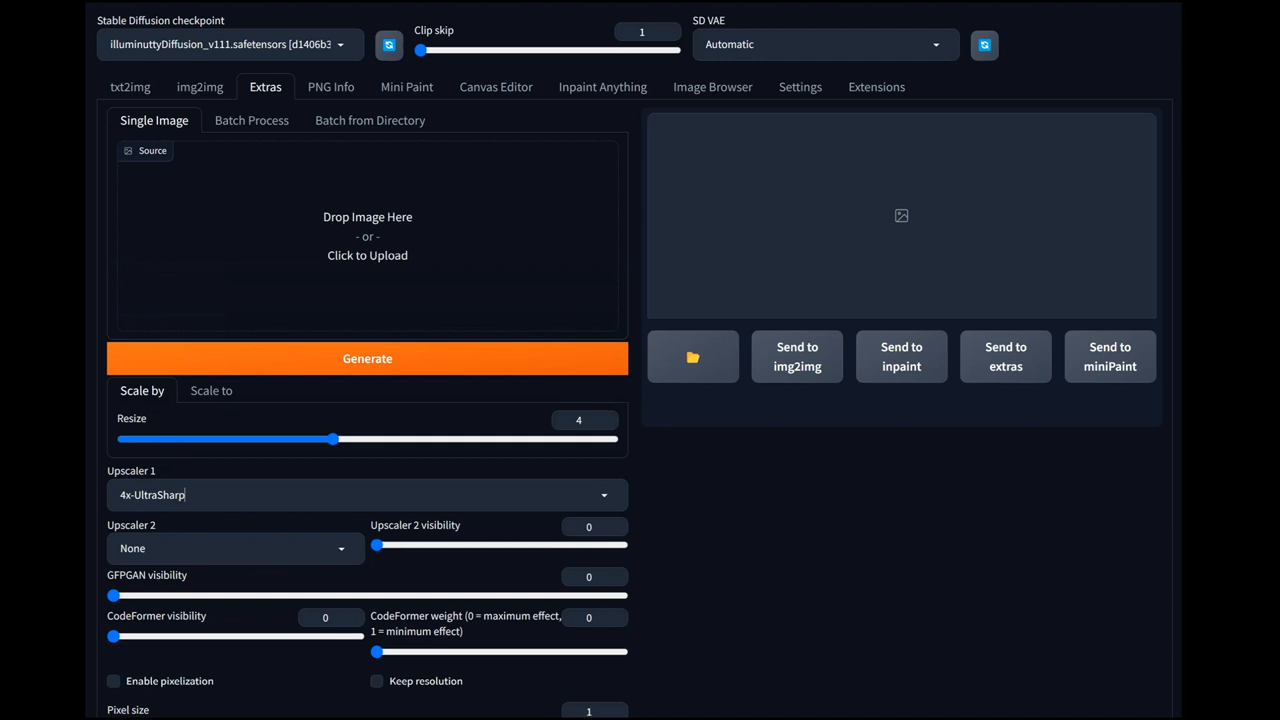 Stable Diffusion checkpoint
Clip skip
1
SD VAE
illuminuttyDiffusion_v111.safetensors [d1406b3
Automatic
txt2img
img2img
Extras
PNG Info
Mini Paint
Canvas Editor
Inpaint Anything
Image Browser
Settings
Extensions
Single Image
Batch Process
Batch from Directory
Source
Drop Image Here
- or -
Click to Upload
Generate
Send to
img2img
Send to
inpaint
Send to
extras
Send to
miniPaint
Scale by
Scale to
Resize
4
Upscaler 1
4x-UltraSharp
Upscaler 2
None
Upscaler 2 visibility
0
GFPGAN visibility
0
CodeFormer visibility
0
CodeFormer weight (0 = maximum effect,
1 = minimum effect)
0
Enable pixelization
Keep resolution
Pixel size
1